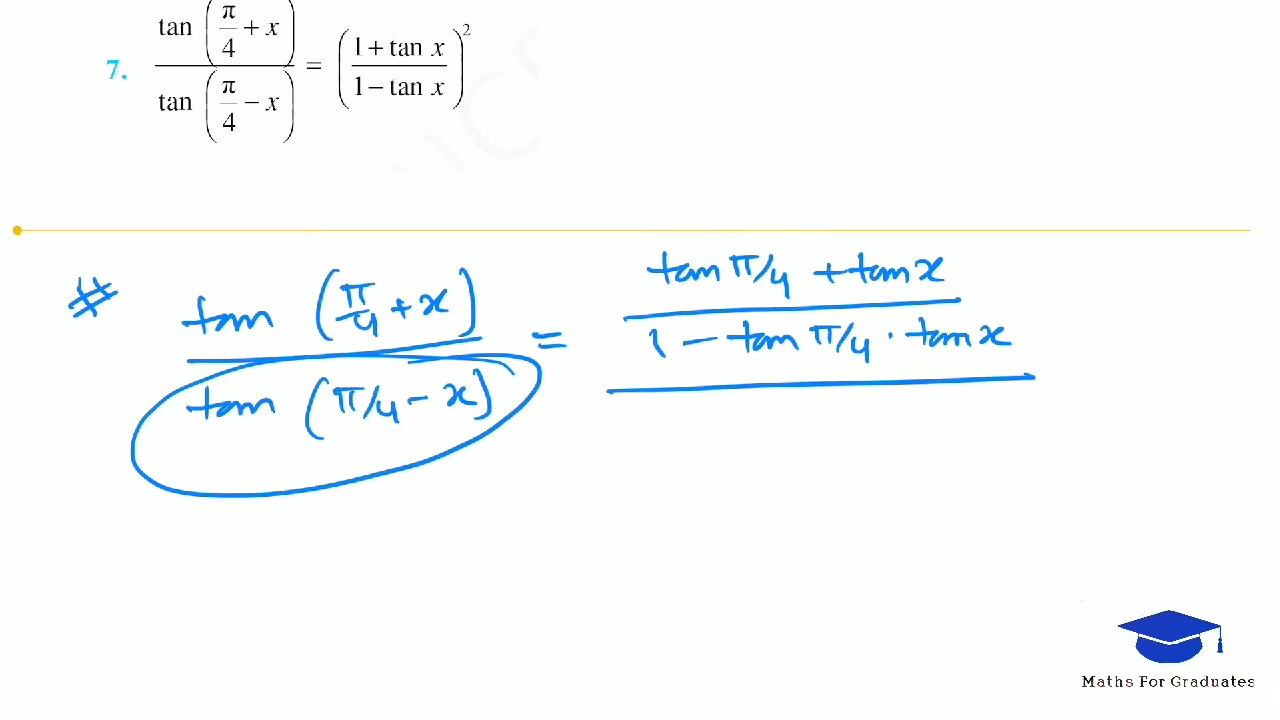 7. tan (π/4 + x) / tan (π/4 − x) = ((1 + tan x) / (1 − tan x))²
# tan (π/4 + x) / tan (π/4 − x) = (tan π/4 + tan x) / (1 − tan π/4 · tan x)
Maths For Graduates